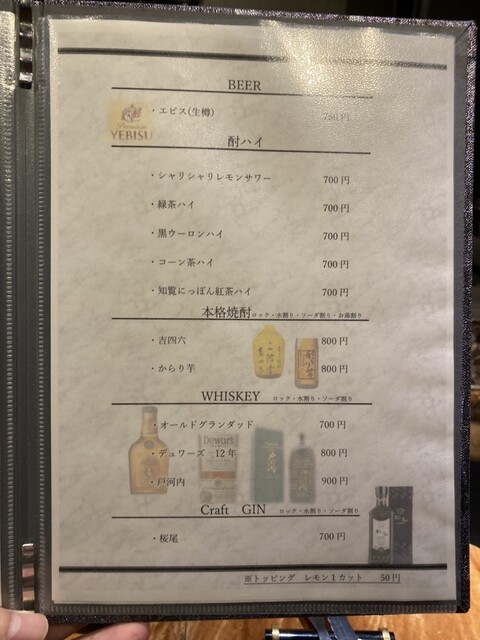 BEER
・エビス(生樽) 750円
YEBISU
酎ハイ
・シャリシャリレモンサワー 700円
・緑茶ハイ 700円
・黒ウーロンハイ 700円
・コーン茶ハイ 700円
・知覧にっぽん紅茶ハイ 700円
本格焼酎 ロック・水割り・ソーダ割り・お湯割り
・吉四六 800円
・からり芋 800円
WHISKEY ロック・水割り・ソーダ割り
・オールドグランダッド 700円
・デュワーズ 12年 800円
・戸河内 900円
Craft GIN ロック・水割り・ソーダ割り
・桜尾 700円
※トッピング レモン1カット 50円